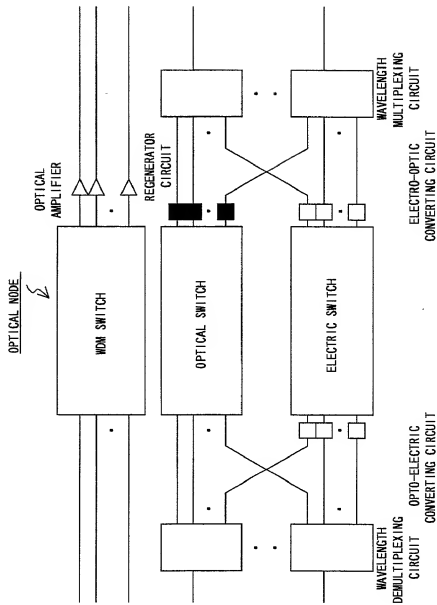 OPTICAL NODE
OPTICAL
AMPLIFIER
WDM SWITCH
REGENERATOR
CIRCUIT
OPTICAL SWITCH
ELECTRIC SWITCH
WAVELENGTH
MULTIPLEXING
CIRCUIT
ELECTRO-OPTIC
CONVERTING CIRCUIT
OPTO-ELECTRIC
CONVERTING CIRCUIT
WAVELENGTH
DEMULTIPLEXING
CIRCUIT